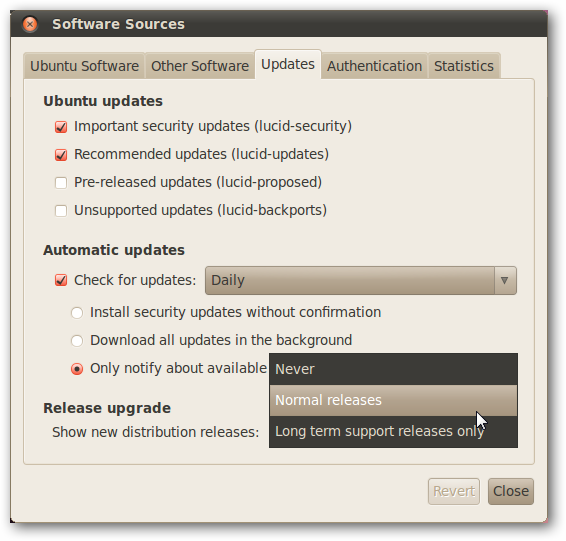 Software Sources
Ubuntu Software Other Software Updates Authentication Statistics
Ubuntu updates
Important security updates (lucid-security)
Recommended updates (lucid-updates)
Pre-released updates (lucid-proposed)
Unsupported updates (lucid-backports)
Automatic updates
Check for updates: Daily
Install security updates without confirmation
Download all updates in the background
Only notify about available
Never
Normal releases
Release upgrade
Show new distribution releases: Long term support releases only
Revert Close